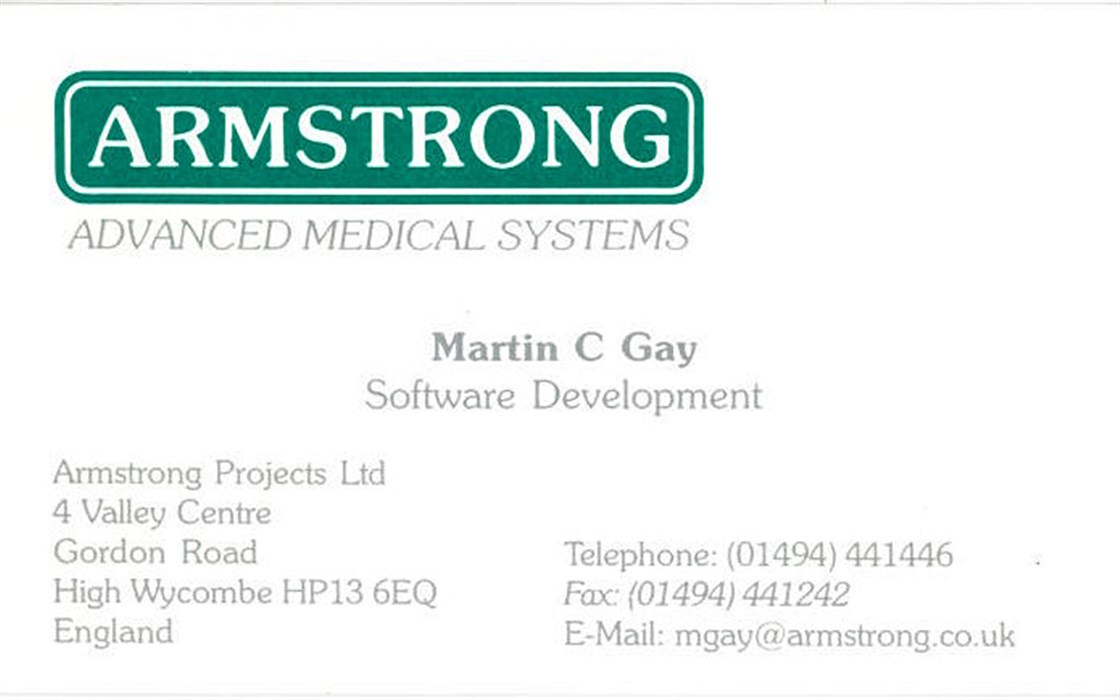 ARMSTRONG
ADVANCED MEDICAL SYSTEMS
Martin C Gay
Software Development
Armstrong Projects Ltd
4 Valley Centre
Gordon Road
High Wycombe HP13 6EQ
England
Telephone: (01494) 441446
Fax: (01494) 441242
E-Mail: mgay@armstrong.co.uk